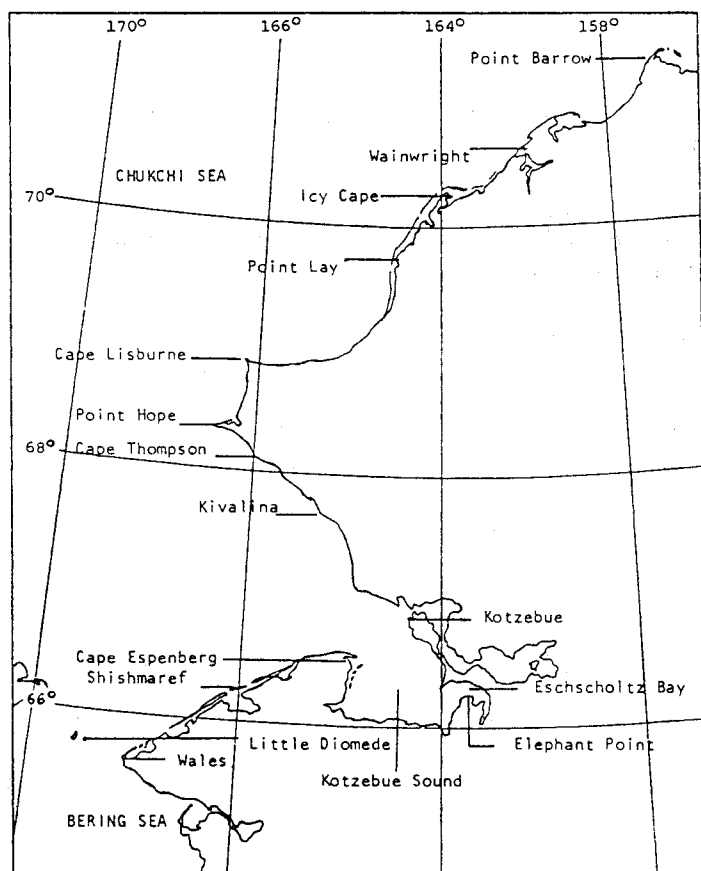 170° 166° 164° 158°
Point Barrow
Wainwright
CHUKCHI SEA
Icy Cape
70°
Point Lay
Cape Lisburne
Point Hope
68°
Cape Thompson
Kivalina
Kotzebue
Cape Espenberg
Shishmaref
Eschscholtz Bay
66°
Little Diomede
Elephant Point
Wales
Kotzebue Sound
BERING SEA